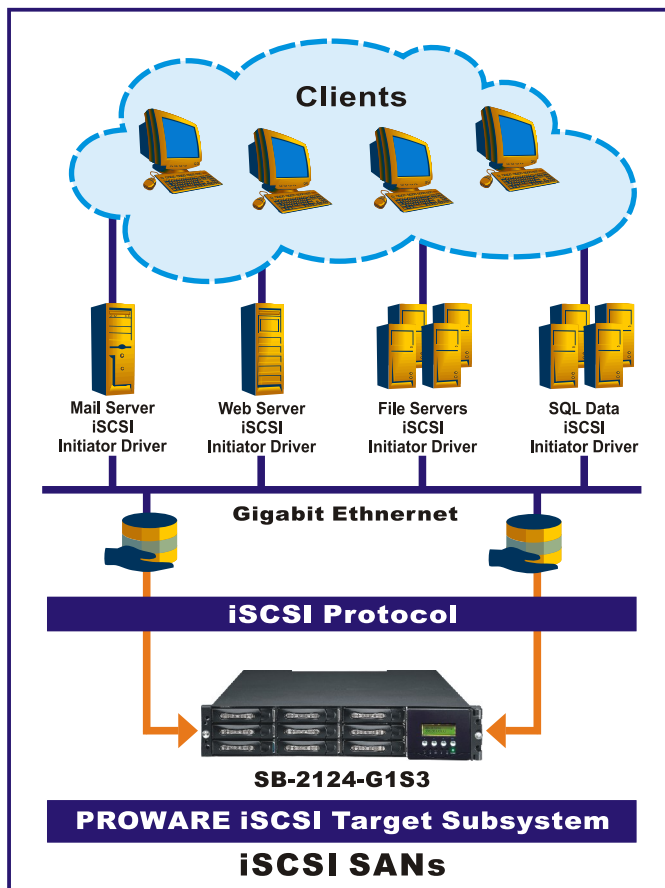 Clients
Mail Server
iSCSI
Initiator Driver
Web Server
iSCSI
Initiator Driver
File Servers
iSCSI
Initiator Driver
SQL Data
iSCSI
Initiator Driver
Gigabit Ethnernet
iSCSI Protocol
SB-2124-G1S3
PROWARE iSCSI Target Subsystem
iSCSI SANs